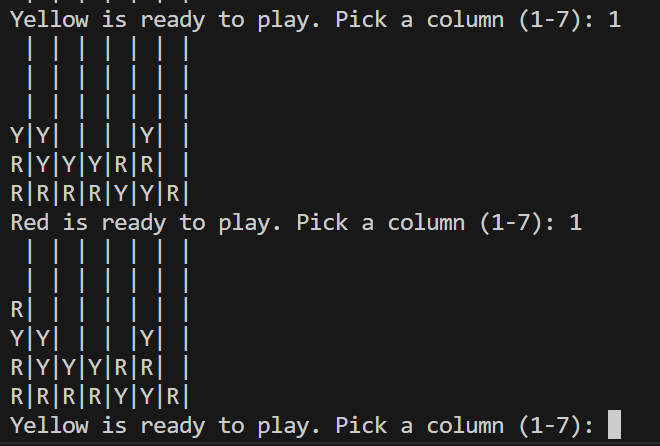 Yellow is ready to play. Pick a column (1-7): 1
 | | | | | | |
 | | | | | | |
 | | | | | | |
Y|Y| | | |Y| |
R|Y|Y|Y|R|R| |
R|R|R|R|Y|Y|R|
Red is ready to play. Pick a column (1-7): 1
 | | | | | | |
 | | | | | | |
R| | | | | | |
Y|Y| | | |Y| |
R|Y|Y|Y|R|R| |
R|R|R|R|Y|Y|R|
Yellow is ready to play. Pick a column (1-7):